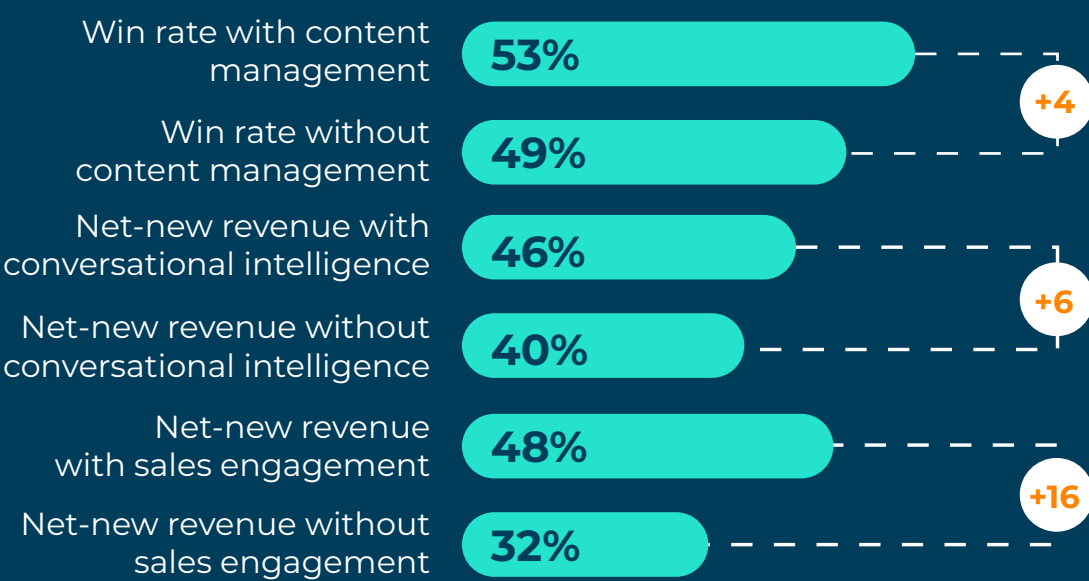 Win rate with content
management
53%
+4
Win rate without
content management
49%
Net-new revenue with
conversational intelligence
46%
+6
Net-new revenue without
conversational intelligence
40%
Net-new revenue
with sales engagement
48%
+16
Net-new revenue without
sales engagement
32%